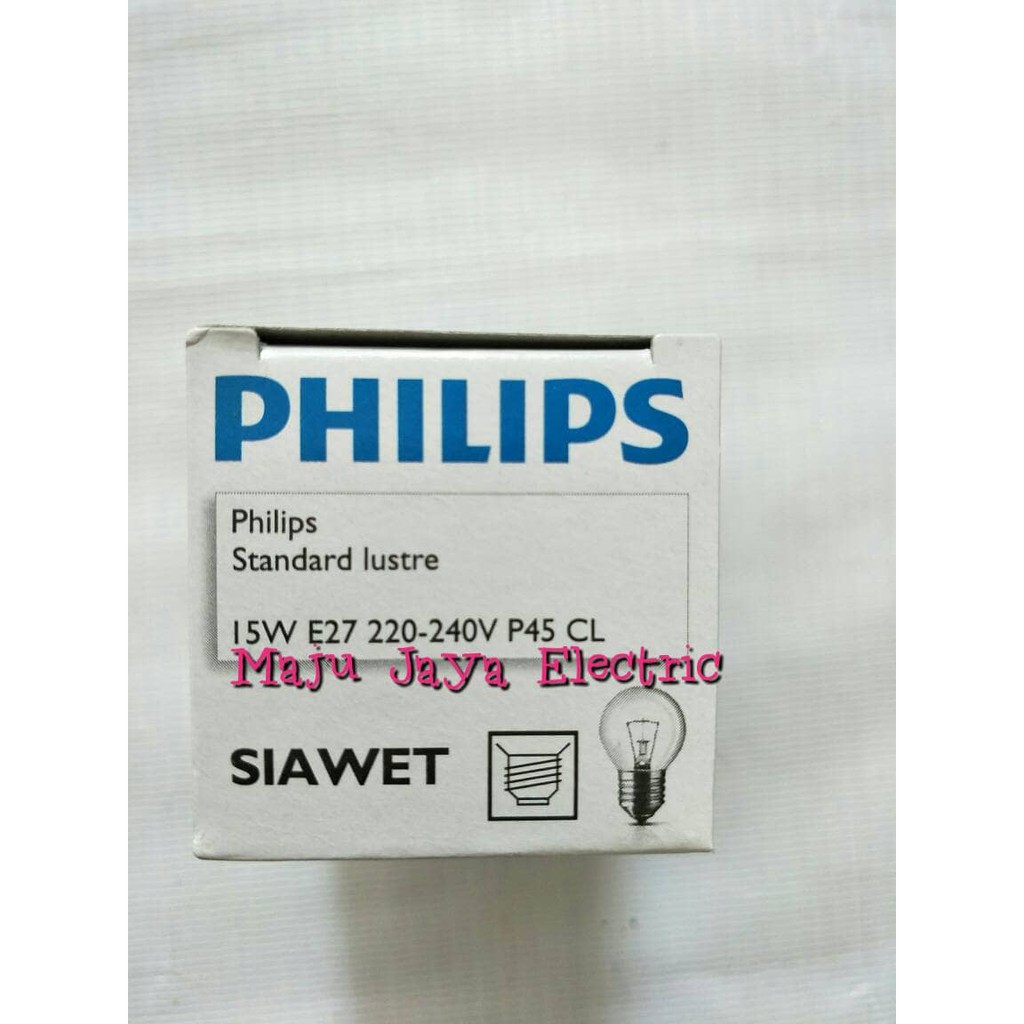 PHILIPS
Philips
Standard lustre
15W E27 220-240V P45 CL
Maju Jaya Electric
SIAWET